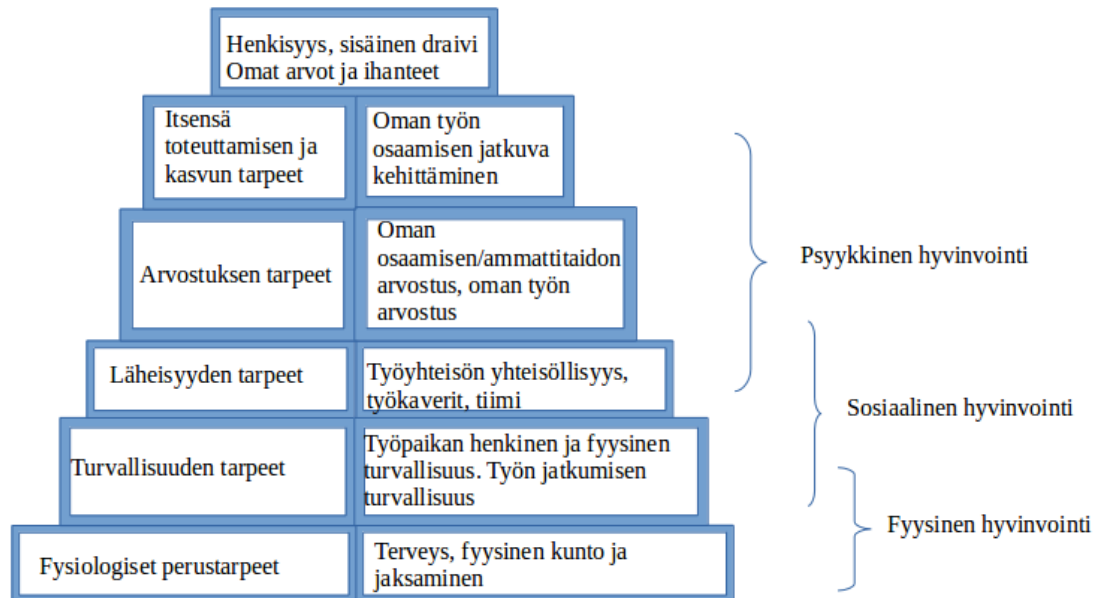 Henkisyys, sisäinen draivi
Omat arvot ja ihanteet
Itsensä
toteuttamisen ja
kasvun tarpeet
Oman työn
osaamisen jatkuva
kehittäminen
Arvostuksen tarpeet
Oman
osaamisen/ammattitaidon
arvostus, oman työn
arvostus
Läheisyyden tarpeet
Työyhteisön yhteisöllisyys,
työkaverit, tiimi
Turvallisuuden tarpeet
Työpaikan henkinen ja fyysinen
turvallisuus. Työn jatkumisen
turvallisuus
Fysiologiset perustarpeet
Terveys, fyysinen kunto ja
jaksaminen
Psyykkinen hyvinvointi
Sosiaalinen hyvinvointi
Fyysinen hyvinvointi